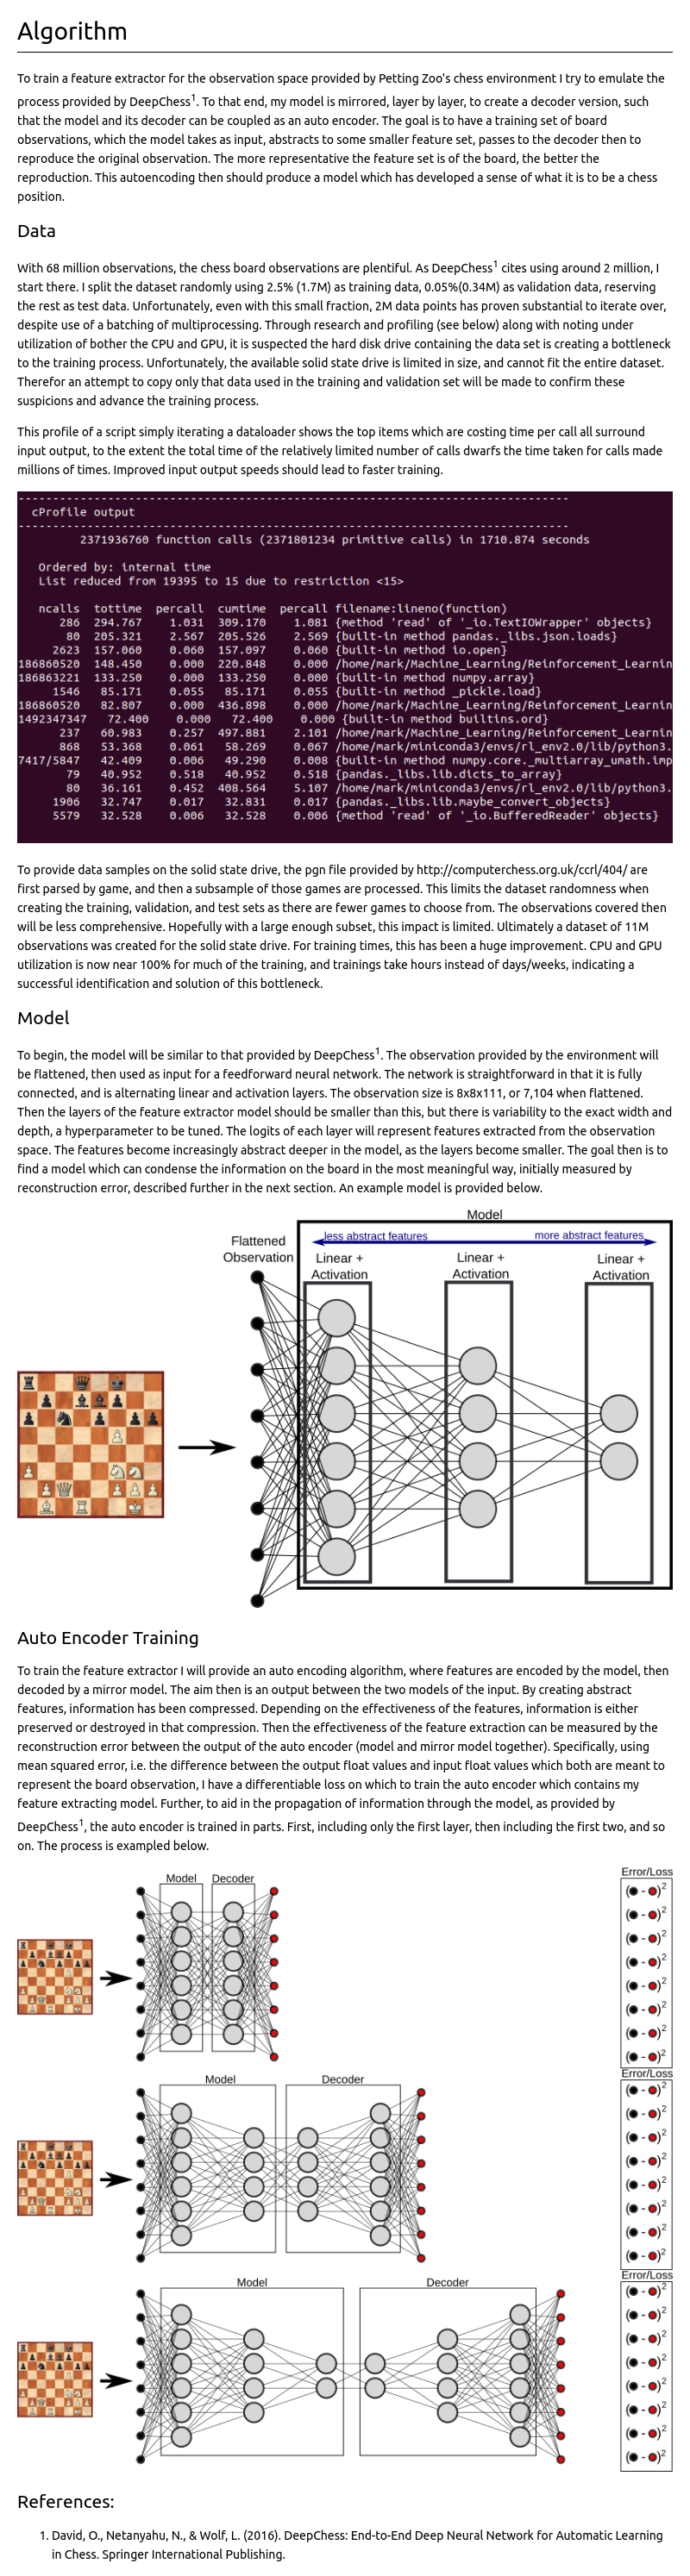 Algorithm
To train a feature extractor for the observation space provided by Petting Zoo's chess environment I try to emulate the
process provided by DeepChess1. To that end, my model is mirrored, layer by layer, to create a decoder version, such
that the model and its decoder can be coupled as an auto encoder. The goal is to have a training set of board
observations, which the model takes as input, abstracts to some smaller feature set, passes to the decoder then to
reproduce the original observation. The more representative the feature set is of the board, the better the
reproduction. This autoencoding then should produce a model which has developed a sense of what it is to be a chess
position.
Data
With 68 million observations, the chess board observations are plentiful. As DeepChess1 cites using around 2 million, I
start there. I split the dataset randomly using 2.5% (1.7M) as training data, 0.05%(0.34M) as validation data, reserving
the rest as test data. Unfortunately, even with this small fraction, 2M data points has proven substantial to iterate over,
despite use of a batching of multiprocessing. Through research and profiling (see below) along with noting under
utilization of bother the CPU and GPU, it is suspected the hard disk drive containing the data set is creating a bottleneck
to the training process. Unfortunately, the available solid state drive is limited in size, and cannot fit the entire dataset.
Therefor an attempt to copy only that data used in the training and validation set will be made to confirm these
suspicions and advance the training process.
This profile of a script simply iterating a dataloader shows the top items which are costing time per call all surround
input output, to the extent the total time of the relatively limited number of calls dwarfs the time taken for calls made
millions of times. Improved input output speeds should lead to faster training.
--------------------------------------------------------------------------------
cProfile output
--------------------------------------------------------------------------------
2371936760 function calls (2371801234 primitive calls) in 1710.874 seconds
Ordered by: internal time
List reduced from 19395 to 15 due to restriction <15>
ncalls tottime percall cumtime percall filename:lineno(function)
286 294.767 1.031 309.170 1.081 {method 'read' of '_io.TextIOWrapper' objects}
80 205.321 2.567 205.526 2.569 {built-in method pandas._libs.json.loads}
2623 157.060 0.060 157.097 0.060 {built-in method io.open}
186860520 148.450 0.000 220.848 0.000 /home/mark/Machine_Learning/Reinforcement_Learnin
186863221 133.250 0.000 133.250 0.000 {built-in method numpy.array}
1546 85.171 0.055 85.171 0.055 {built-in method _pickle.load}
186860520 82.807 0.000 436.898 0.000 /home/mark/Machine_Learning/Reinforcement_Learnin
1492347347 72.400 0.000 72.400 0.000 {built-in method builtins.ord}
237 60.983 0.257 497.881 2.101 /home/mark/Machine_Learning/Reinforcement_Learnin
868 53.368 0.061 58.269 0.067 /home/mark/miniconda3/envs/rl_env2.0/lib/python3.
7417/5847 42.409 0.006 49.290 0.008 {built-in method numpy.core._multiarray_umath.imp
79 40.952 0.518 40.952 0.518 {pandas._libs.lib.dicts_to_array}
80 36.161 0.452 408.564 5.107 /home/mark/miniconda3/envs/rl_env2.0/lib/python3.
1906 32.747 0.017 32.831 0.017 {pandas._libs.lib.maybe_convert_objects}
5579 32.528 0.006 32.528 0.006 {method 'read' of '_io.BufferedReader' objects}
To provide data samples on the solid state drive, the pgn file provided by http://computerchess.org.uk/ccrl/404/ are
first parsed by game, and then a subsample of those games are processed. This limits the dataset randomness when
creating the training, validation, and test sets as there are fewer games to choose from. The observations covered then
will be less comprehensive. Hopefully with a large enough subset, this impact is limited. Ultimately a dataset of 11M
observations was created for the solid state drive. For training times, this has been a huge improvement. CPU and GPU
utilization is now near 100% for much of the training, and trainings take hours instead of days/weeks, indicating a
successful identification and solution of this bottleneck.
Model
To begin, the model will be similar to that provided by DeepChess1. The observation provided by the environment will
be flattened, then used as input for a feedforward neural network. The network is straightforward in that it is fully
connected, and is alternating linear and activation layers. The observation size is 8x8x111, or 7,104 when flattened.
Then the layers of the feature extractor model should be smaller than this, but there is variability to the exact width and
depth, a hyperparameter to be tuned. The logits of each layer will represent features extracted from the observation
space. The features become increasingly abstract deeper in the model, as the layers become smaller. The goal then is to
find a model which can condense the information on the board in the most meaningful way, initially measured by
reconstruction error, described further in the next section. An example model is provided below.
Model
less abstract features more abstract features
Flattened
Observation
Linear +
Activation
Linear +
Activation
Linear +
Activation
Auto Encoder Training
To train the feature extractor I will provide an auto encoding algorithm, where features are encoded by the model, then
decoded by a mirror model. The aim then is an output between the two models of the input. By creating abstract
features, information has been compressed. Depending on the effectiveness of the features, information is either
preserved or destroyed in that compression. Then the effectiveness of the feature extraction can be measured by the
reconstruction error between the output of the auto encoder (model and mirror model together). Specifically, using
mean squared error, i.e. the difference between the output float values and input float values which both are meant to
represent the board observation, I have a differentiable loss on which to train the auto encoder which contains my
feature extracting model. Further, to aid in the propagation of information through the model, as provided by
DeepChess1, the auto encoder is trained in parts. First, including only the first layer, then including the first two, and so
on. The process is exampled below.
Model Decoder
Error/Loss
( - )2
( - )2
( - )2
( - )2
( - )2
( - )2
( - )2
( - )2
Model Decoder
Error/Loss
( - )2
( - )2
( - )2
( - )2
( - )2
( - )2
( - )2
( - )2
Model Decoder
Error/Loss
( - )2
( - )2
( - )2
( - )2
( - )2
( - )2
( - )2
( - )2
References:
1. David, O., Netanyahu, N., & Wolf, L. (2016). DeepChess: End-to-End Deep Neural Network for Automatic Learning
in Chess. Springer International Publishing.